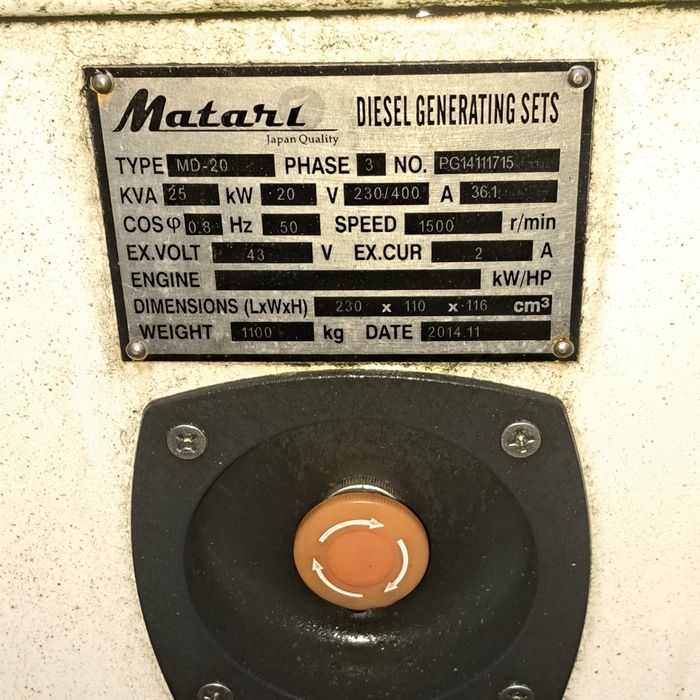 Matari DIESEL GENERATING SETS
Japan Quality
TYPE MD-20 PHASE 3 NO. PG14111715
KVA 25 kW 20 V 230/400 A 36.1
COSφ 0.8 Hz 50 SPEED 1500 r/min
EX.VOLT 43 V EX.CUR 2 A
ENGINE kW/HP
DIMENSIONS (LxWxH) 230 x 110 x 116 cm³
WEIGHT 1100 kg DATE 2014.11